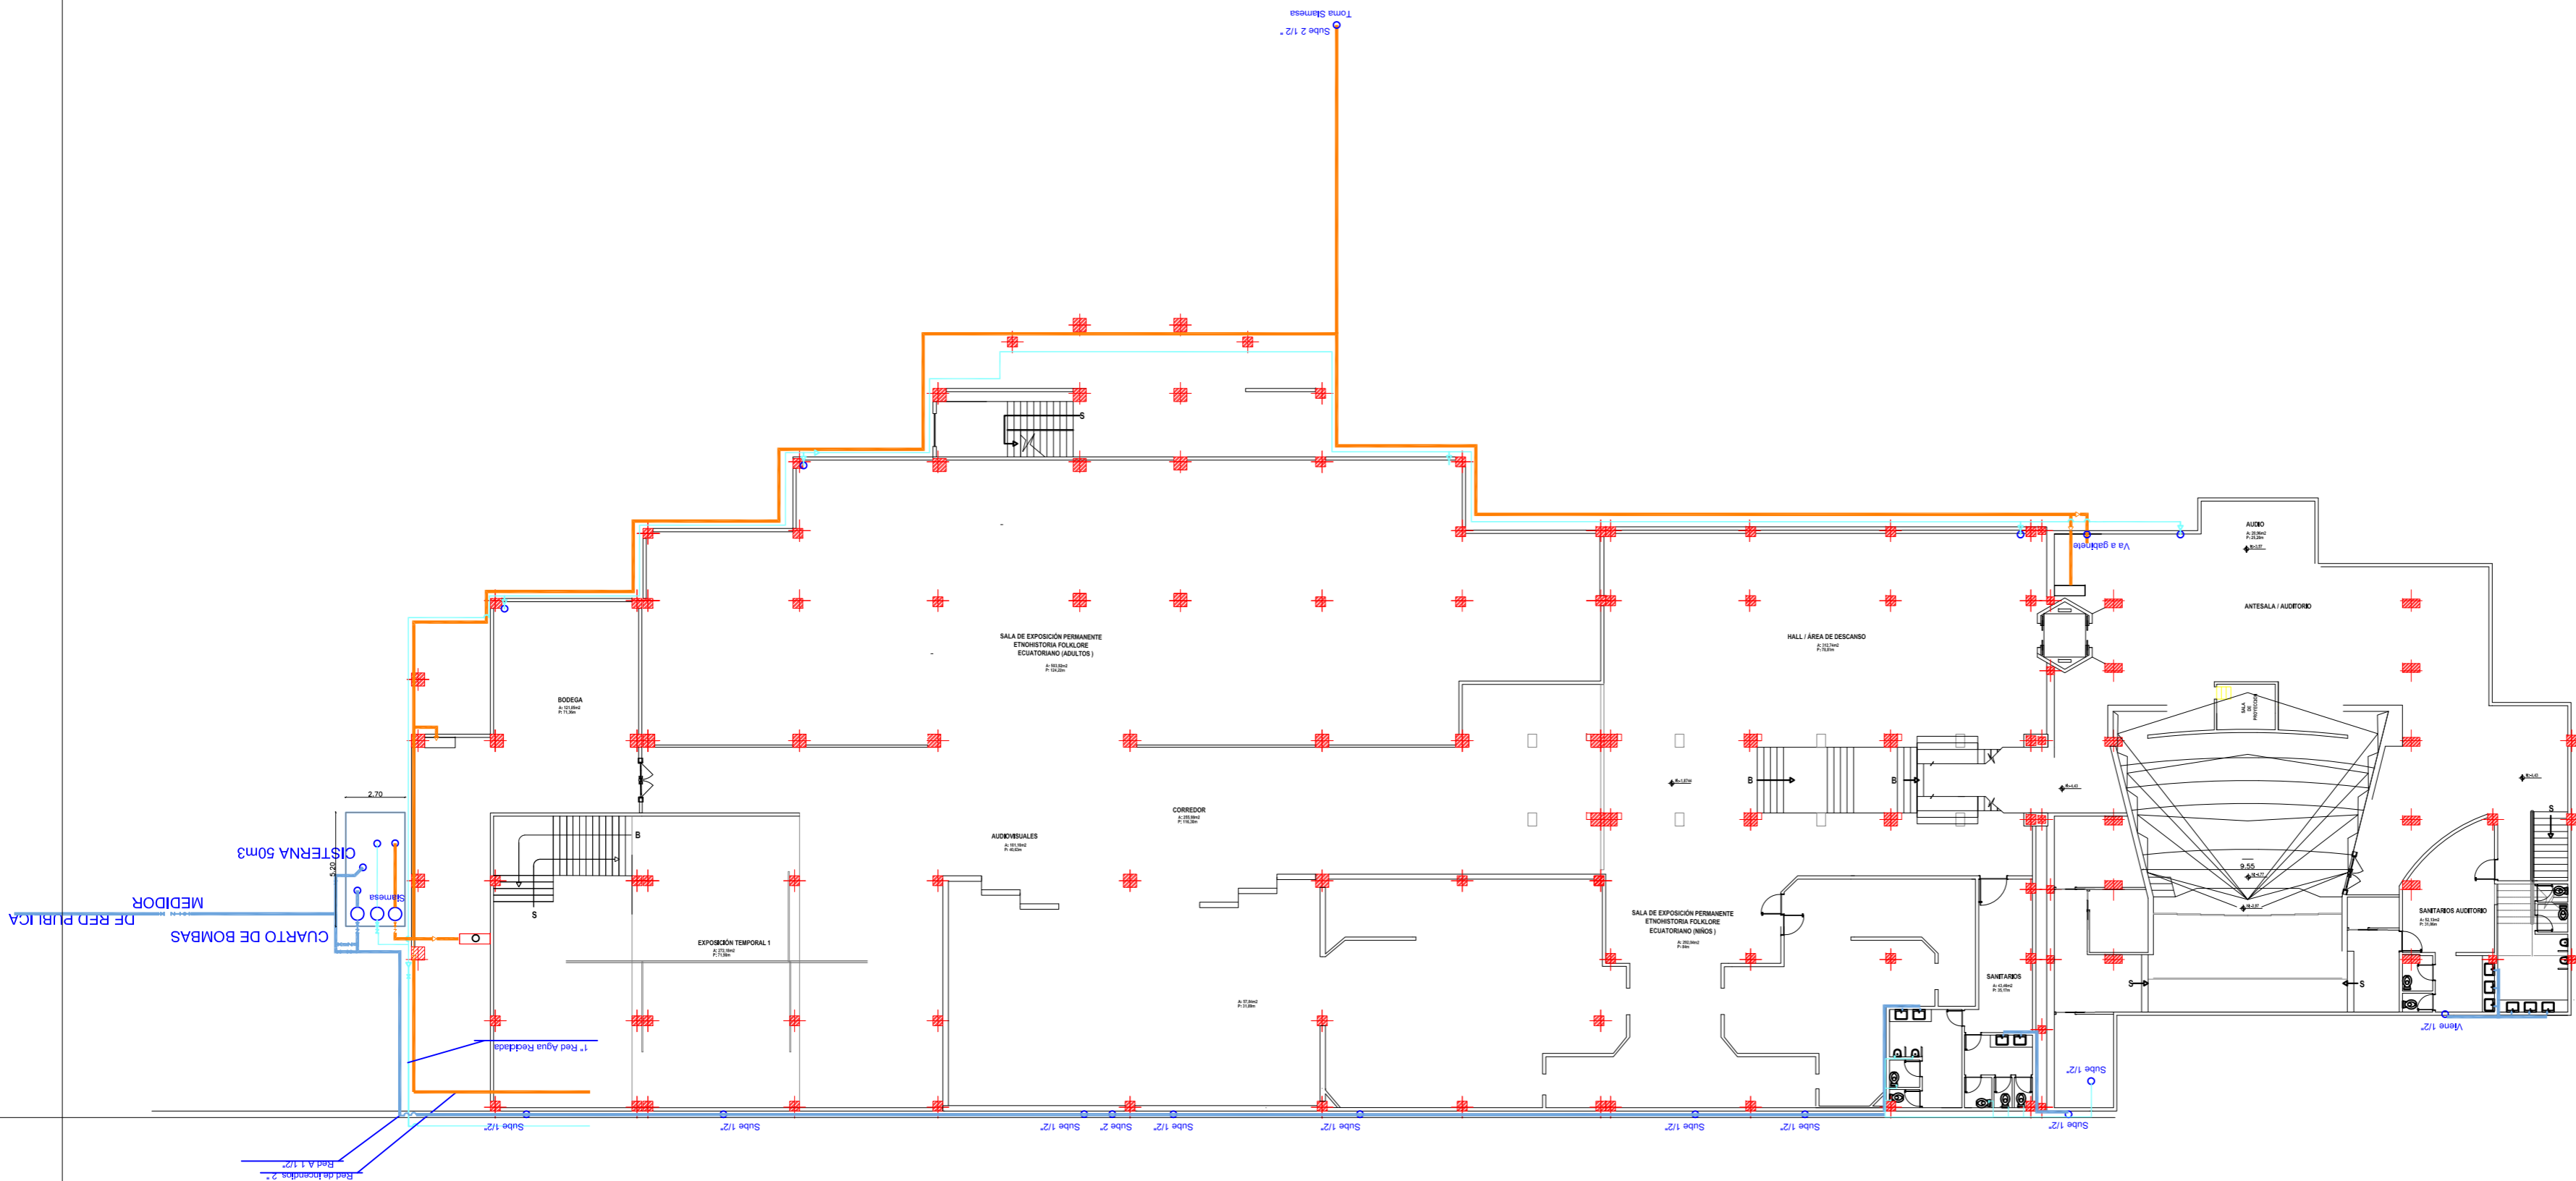 Toma Siamesa
Sube 2 1/2"
AUDIO
Va a gabinete
ANTESALA / AUDITORIO
SALA DE EXPOSICIÓN PERMANENTE
ETNOHISTORIA FOLKLORE
ECUATORIANO (ADULTOS )
HALL / ÁREA DE DESCANSO
BODEGA
SALA
DE
PROYECCION
S
B
B
B
S
S
S
S
2.70
5.20
CISTERNA 50m3
CORREDOR
AUDIOVISUALES
9.55
Siamesa
MEDIDOR
DE RED PUBLICA
CUARTO DE BOMBAS
EXPOSICIÓN TEMPORAL 1
SALA DE EXPOSICIÓN PERMANENTE
ETNOHISTORIA FOLKLORE
ECUATORIANO (NIÑOS )
SANITARIOS AUDITORIO
SANITARIOS
Viene 1/2"
1" Red Agua Reciclada
Sube 1/2"
Sube 1/2"
Sube 1/2"
Sube 1/2"
Sube 2"
Sube 1/2"
Sube 1/2"
Sube 1/2"
Sube 1/2"
Sube 1/2"
Red A 1 1/2"
Red de incendios 2"